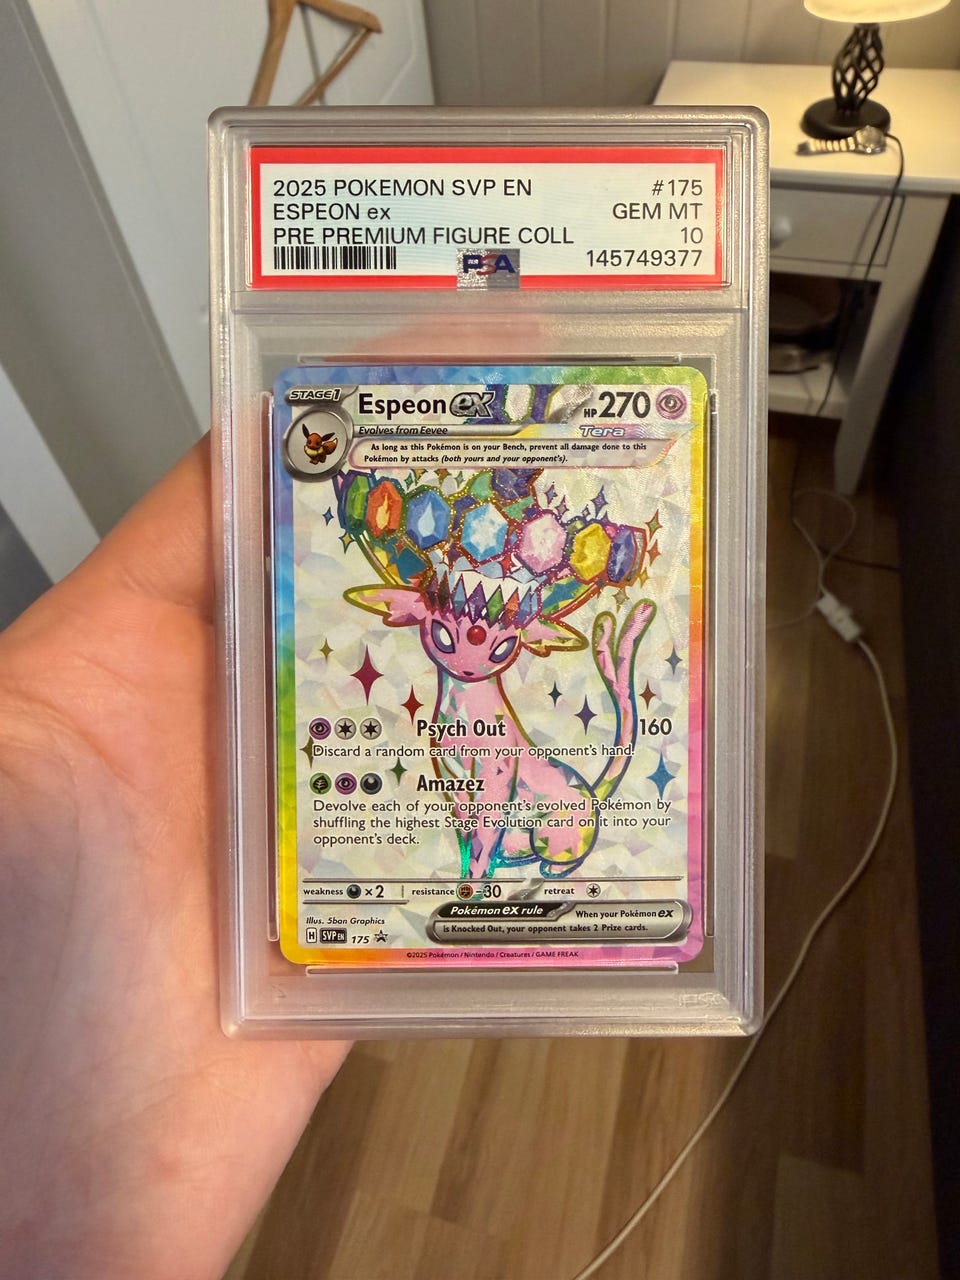 2025 POKEMON SVP EN #175
ESPEON ex GEM MT
PRE PREMIUM FIGURE COLL 10
PSA 145749377
STAGE1 Espeon ex HP 270
Evolves from Eevee Tera
As long as this Pokémon is on your Bench, prevent all damage done to this
Pokémon by attacks (both yours and your opponent's).
Psych Out 160
Discard a random card from your opponent's hand.
Amazez
Devolve each of your opponent's evolved Pokémon by
shuffling the highest Stage Evolution card on it into your
opponent's deck.
weakness ×2 resistance -30 retreat
Pokémon ex rule When your Pokémon ex
is Knocked Out, your opponent takes 2 Prize cards.
Illus. 5ban Graphics
H SVP EN 175
©2025 Pokémon / Nintendo / Creatures / GAME FREAK